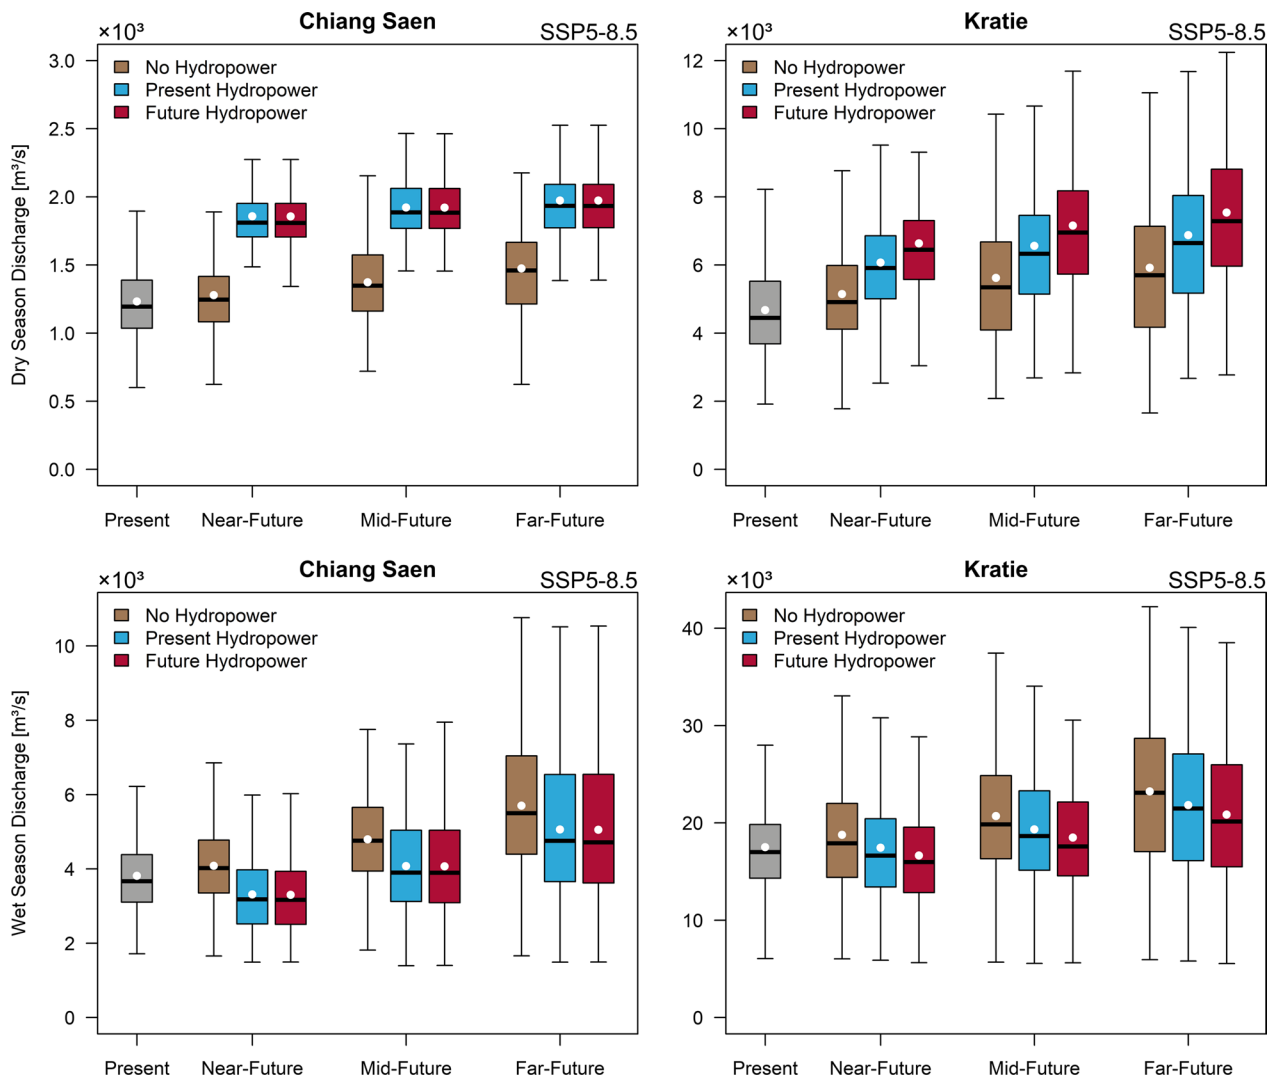 Chiang Saen
×10³
SSP5-8.5
No Hydropower
Present Hydropower
Future Hydropower
Dry Season Discharge [m³/s]
3.0
2.5
2.0
1.5
1.0
0.5
0.0
Present Near-Future Mid-Future Far-Future
Kratie
×10³
SSP5-8.5
No Hydropower
Present Hydropower
Future Hydropower
12
10
8
6
4
2
0
Present Near-Future Mid-Future Far-Future
Chiang Saen
×10³
SSP5-8.5
No Hydropower
Present Hydropower
Future Hydropower
Wet Season Discharge [m³/s]
10
8
6
4
2
0
Present Near-Future Mid-Future Far-Future
Kratie
×10³
SSP5-8.5
No Hydropower
Present Hydropower
Future Hydropower
40
30
20
10
0
Present Near-Future Mid-Future Far-Future